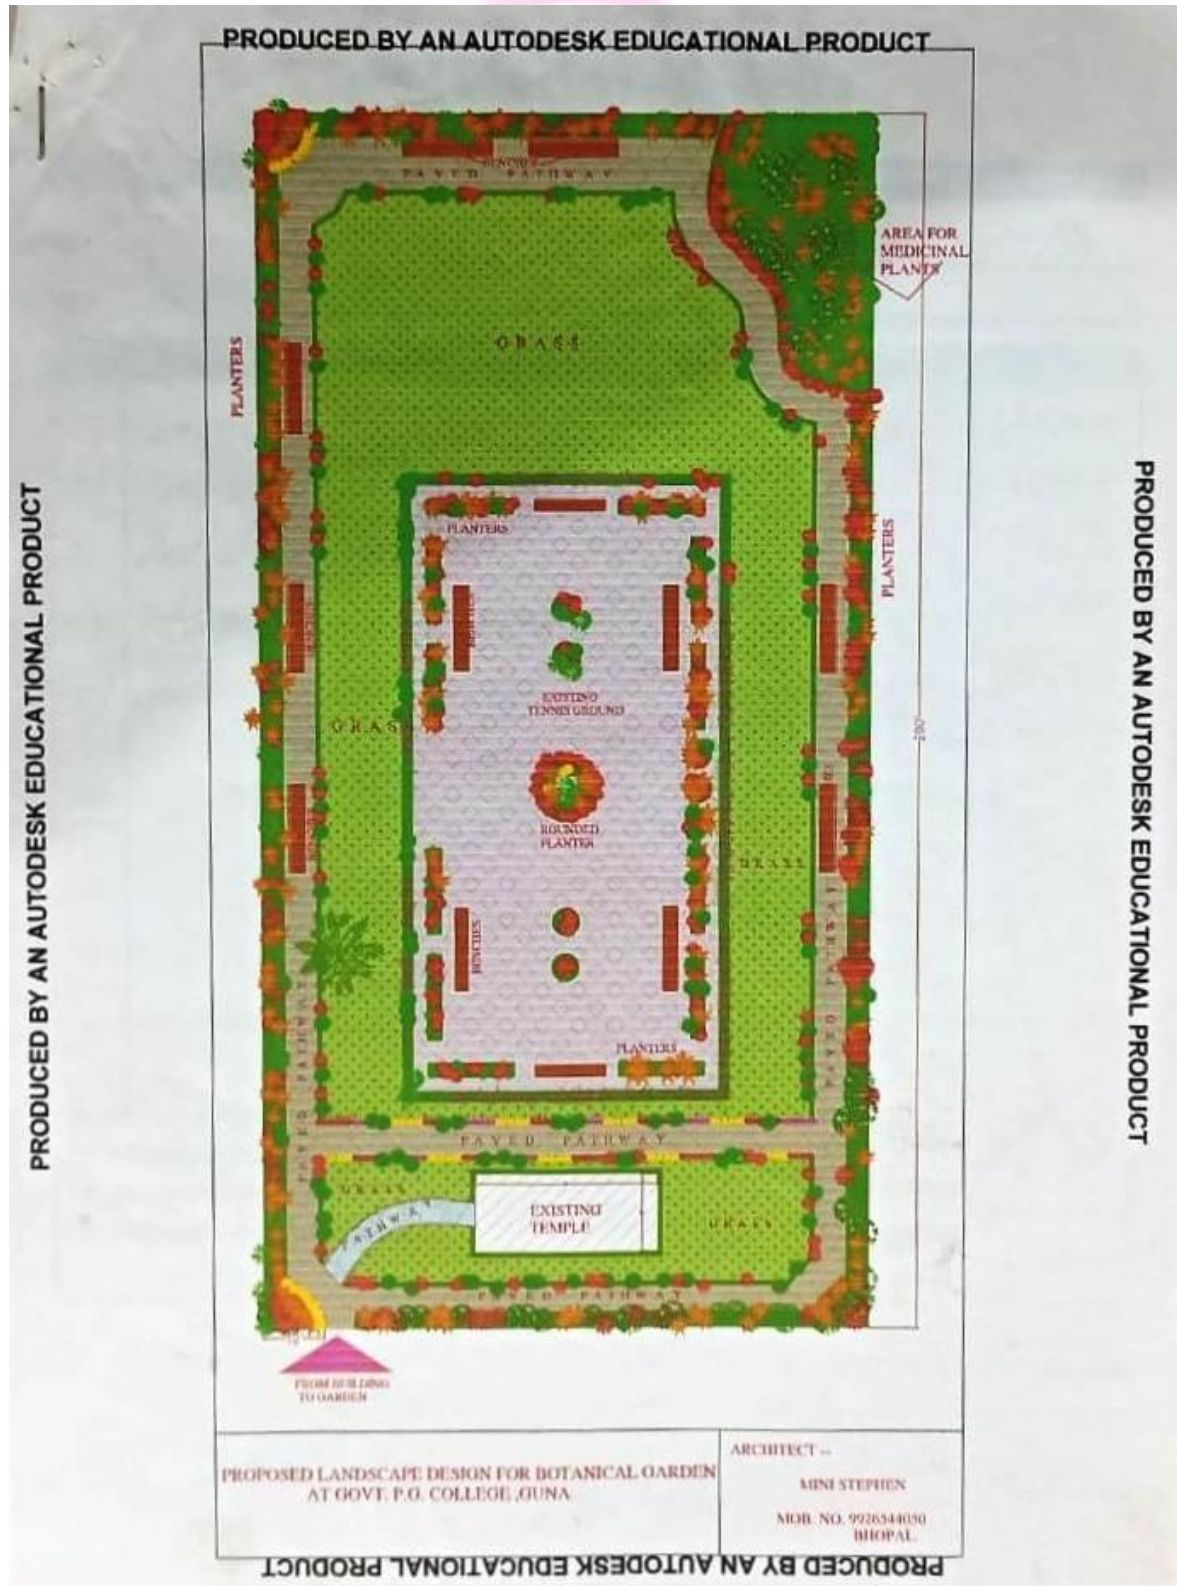 PRODUCED BY AN AUTODESK EDUCATIONAL PRODUCT
BENCHES
PAVED PATHWAY
AREA FOR
MEDICINAL
PLANTS
GRASS
PLANTERS
PLANTERS
PLANTERS
BENCHES
EXISTING
TENNIS GROUND
GRASS
200'
ROUNDED
PLANTER
GRASS
BENCHES
PLANTERS
PAVED PATHWAY
PAVED PATHWAY
PAVED PATHWAY
GRASS
PATHWAY
EXISTING
TEMPLE
GRASS
PAVED PATHWAY
FROM BUILDING
TO GARDEN
PROPOSED LANDSCAPE DESIGN FOR BOTANICAL GARDEN
AT GOVT. P.G. COLLEGE ,GUNA
ARCHITECT --
MINI STEPHEN
MOB. NO. 9926544050
BHOPAL
PRODUCED BY AN AUTODESK EDUCATIONAL PRODUCT
PRODUCED BY AN AUTODESK EDUCATIONAL PRODUCT
PRODUCED BY AN AUTODESK EDUCATIONAL PRODUCT